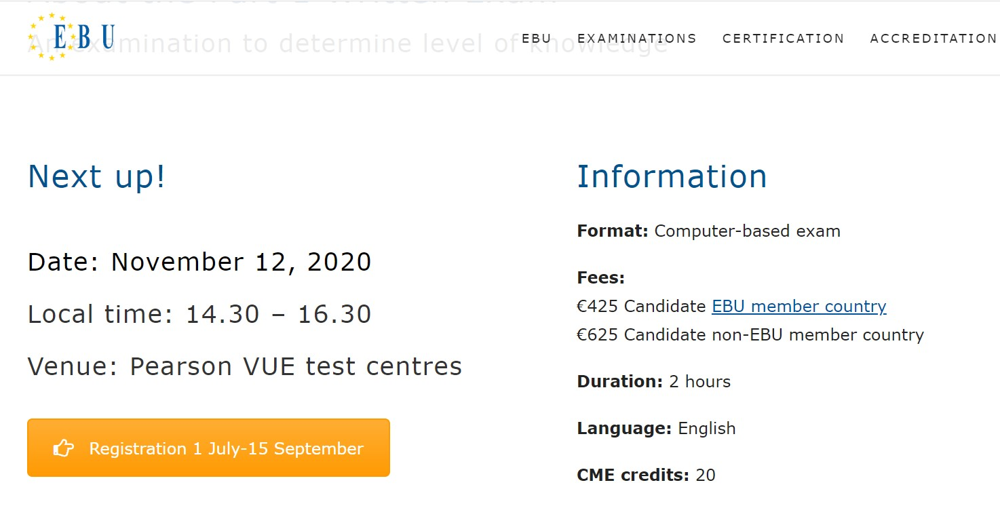 An examination to determine level of knowledge
EBU
EBU EXAMINATIONS CERTIFICATION ACCREDITATION
Next up!
Date: November 12, 2020
Local time: 14.30 – 16.30
Venue: Pearson VUE test centres
Registration 1 July-15 September
Information
Format: Computer-based exam
Fees:
€425 Candidate EBU member country
€625 Candidate non-EBU member country
Duration: 2 hours
Language: English
CME credits: 20